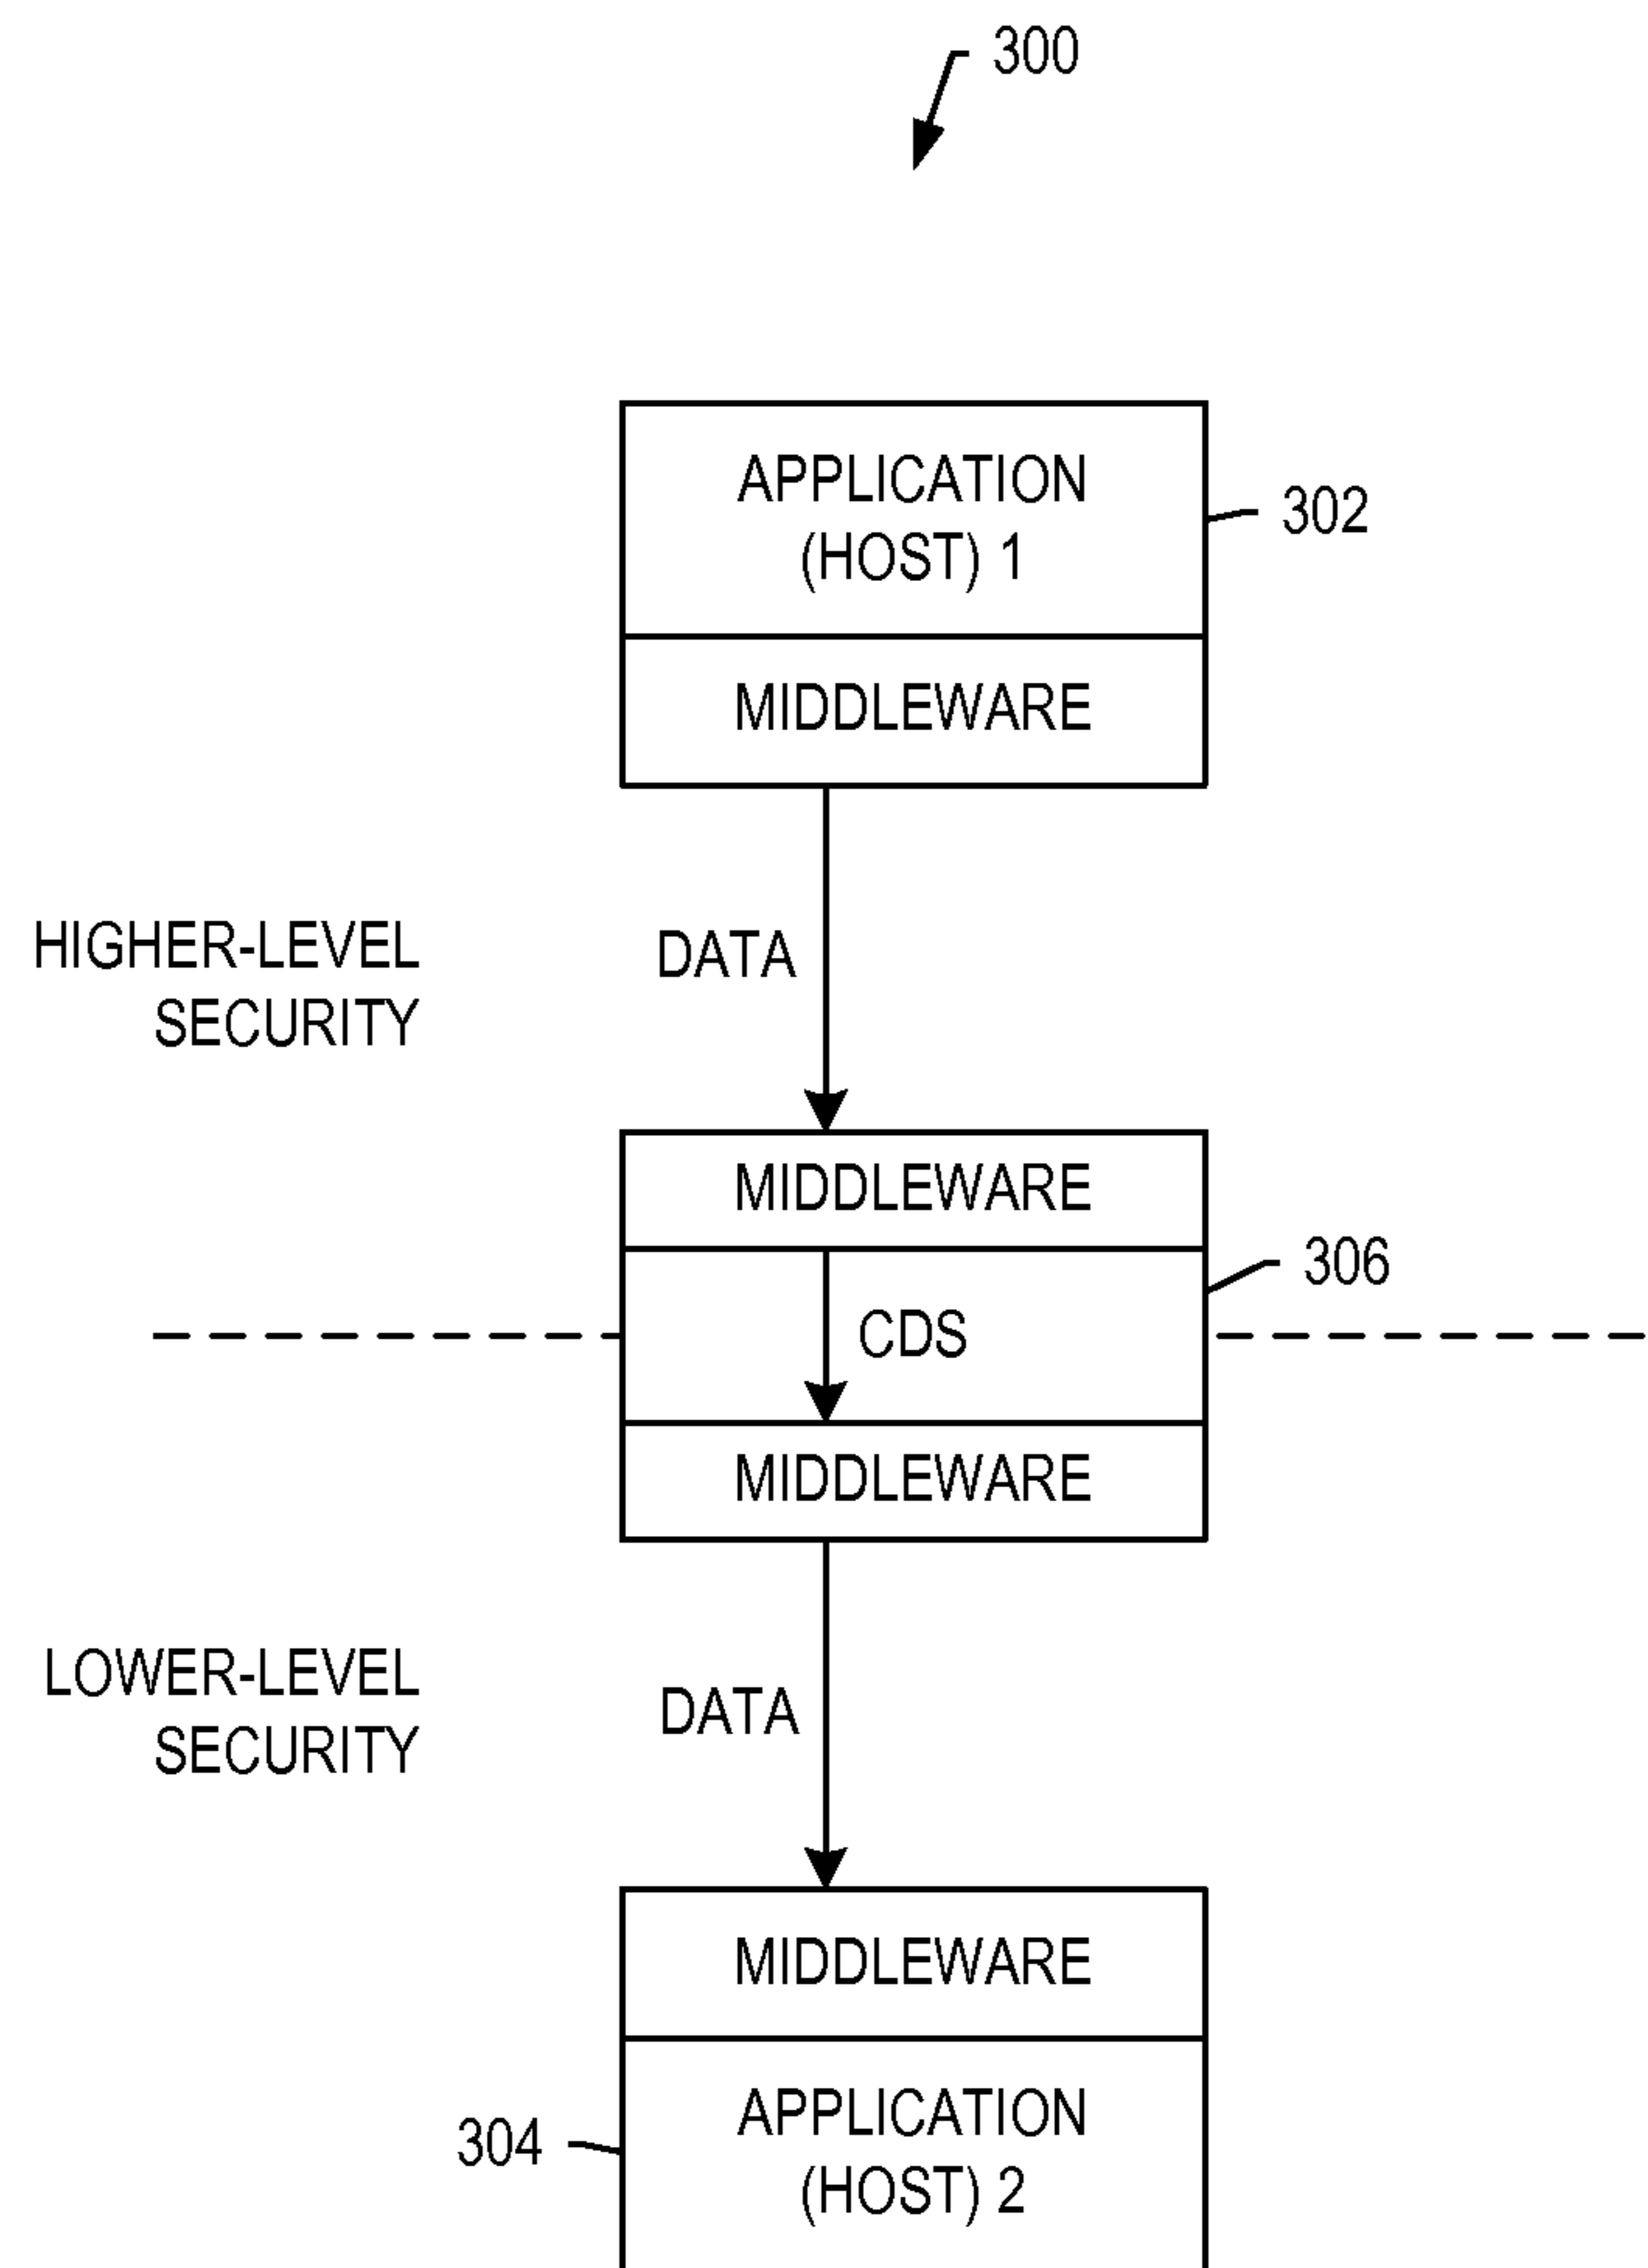 300
APPLICATION
(HOST) 1
302
MIDDLEWARE
HIGHER-LEVEL
SECURITY
DATA
MIDDLEWARE
306
CDS
MIDDLEWARE
LOWER-LEVEL
SECURITY
DATA
MIDDLEWARE
304
APPLICATION
(HOST) 2